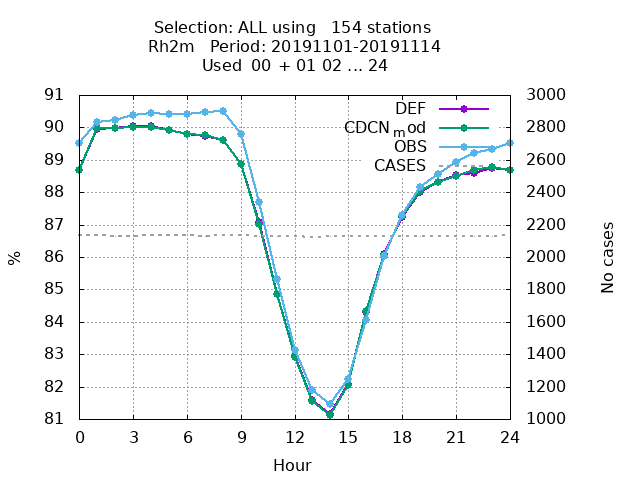 Selection: ALL using   154 stations
Rh2m   Period: 20191101-20191114
Used  00 + 01 02 ... 24
91
90
89
88
87
86
85
84
83
82
81
%
3000
2800
2600
2400
2200
2000
1800
1600
1400
1200
1000
No cases
DEF
CDCN_mod
OBS
CASES
0 3 6 9 12 15 18 21 24
Hour